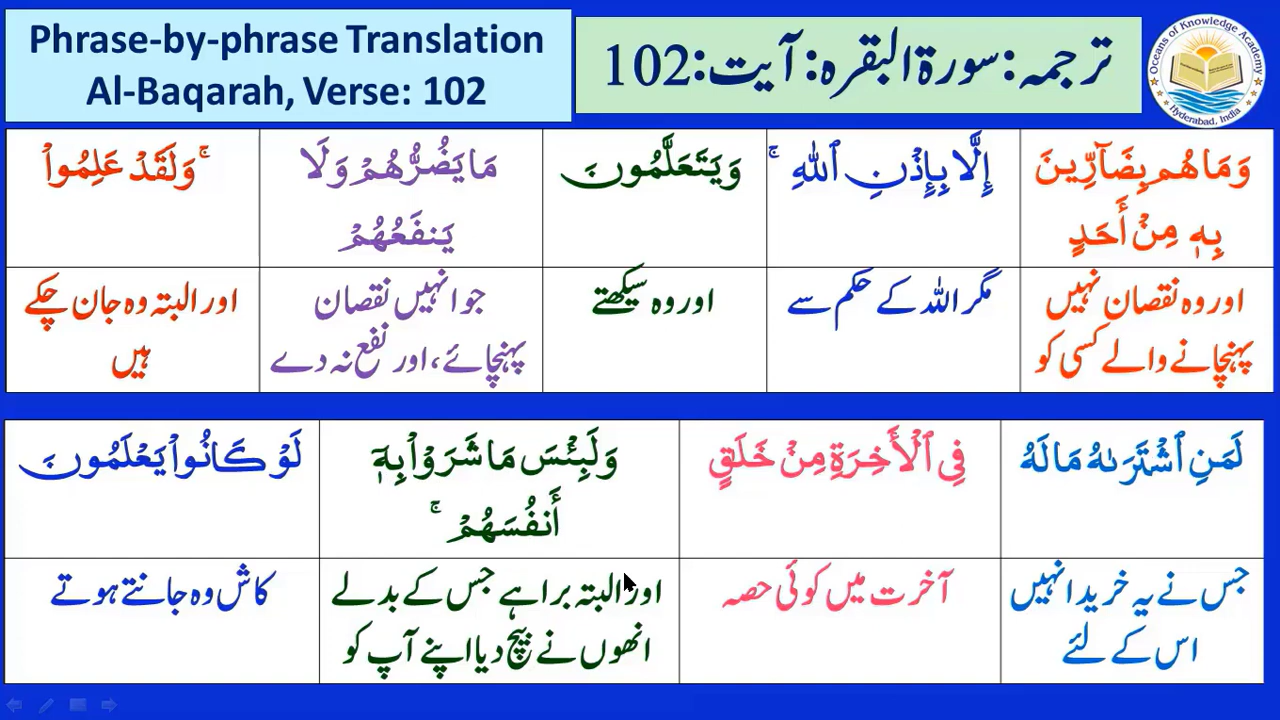 Phrase-by-phrase Translation
Al-Baqarah, Verse: 102
ترجمہ: سورۃ البقرہ: آیت: 102
Oceans of Knowledge Academy
Hyderabad, India
وَمَا هُم بِضَآرِّينَ
بِهِۦ مِنْ أَحَدٍ
إِلَّا بِإِذْنِ ٱللَّهِ ۚ
وَيَتَعَلَّمُونَ
مَا يَضُرُّهُمْ وَلَا
يَنفَعُهُمْ
ۚ وَلَقَدْ عَلِمُوا۟
اور وہ نقصان نہیں
پہنچانے والے کسی کو
مگر اللہ کے حکم سے
اور وہ سیکھتے
جو انہیں نقصان
پہنچائے، اور نفع نہ دے
اور البتہ وہ جان چکے
ہیں
لَمَنِ ٱشْتَرَىٰهُ مَا لَهُۥ
فِى ٱلْأَخِرَةِ مِنْ خَلَٰقٍ
وَلَبِئْسَ مَا شَرَوْا۟ بِهِۦٓ
أَنفُسَهُمْ ۚ
لَوْ كَانُوا۟ يَعْلَمُونَ
جس نے یہ خریدا نہیں
اس کے لئے
آخرت میں کوئی حصہ
اور البتہ برا ہے جس کے بدلے
انھوں نے بیچ دیا اپنے آپ کو
کاش وہ جانتے ہوتے